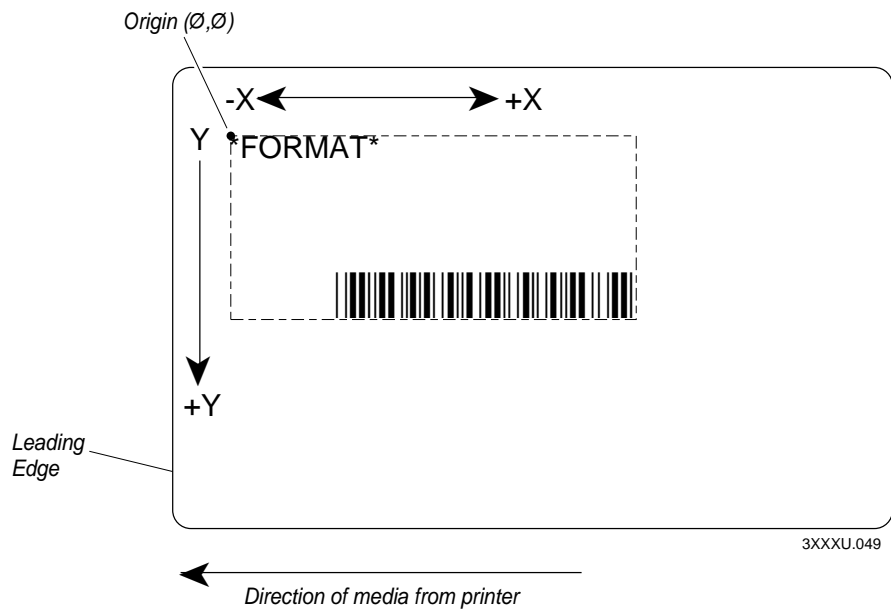 Origin (Ø,Ø)
-X +X
Y
*FORMAT*
+Y
Leading
Edge
3XXXU.049
Direction of media from printer